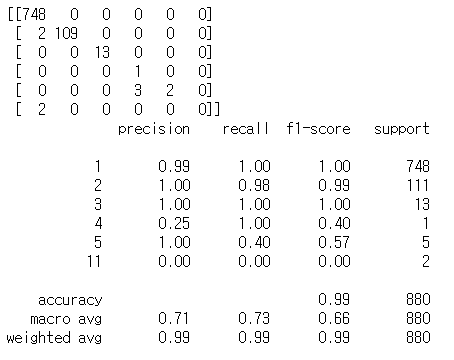 [[748 0 0 0 0 0]
[ 2 109 0 0 0 0]
[ 0 0 13 0 0 0]
[ 0 0 0 1 0 0]
[ 0 0 0 3 2 0]
[ 2 0 0 0 0 0]]
precision recall f1-score support
1 0.99 1.00 1.00 748
2 1.00 0.98 0.99 111
3 1.00 1.00 1.00 13
4 0.25 1.00 0.40 1
5 1.00 0.40 0.57 5
11 0.00 0.00 0.00 2
accuracy 0.99 880
macro avg 0.71 0.73 0.66 880
weighted avg 0.99 0.99 0.99 880